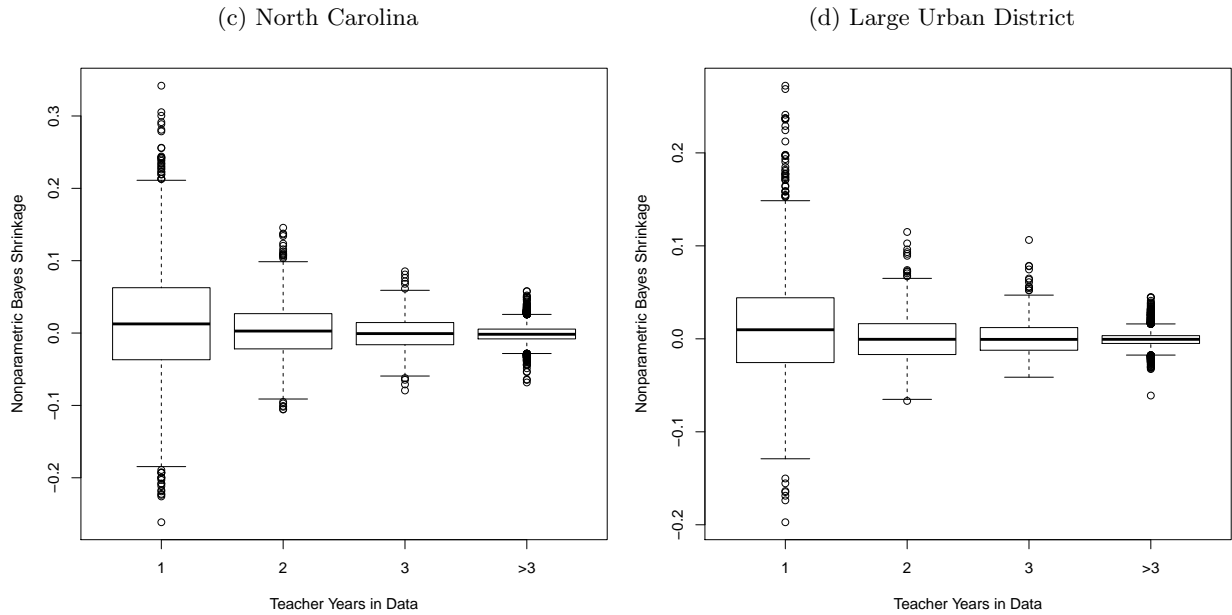 (c) North Carolina
Nonparametric Bayes Shrinkage
0.3
0.2
0.1
0.0
−0.1
−0.2
1 2 3 >3
Teacher Years in Data
(d) Large Urban District
Nonparametric Bayes Shrinkage
0.2
0.1
0.0
−0.1
−0.2
1 2 3 >3
Teacher Years in Data